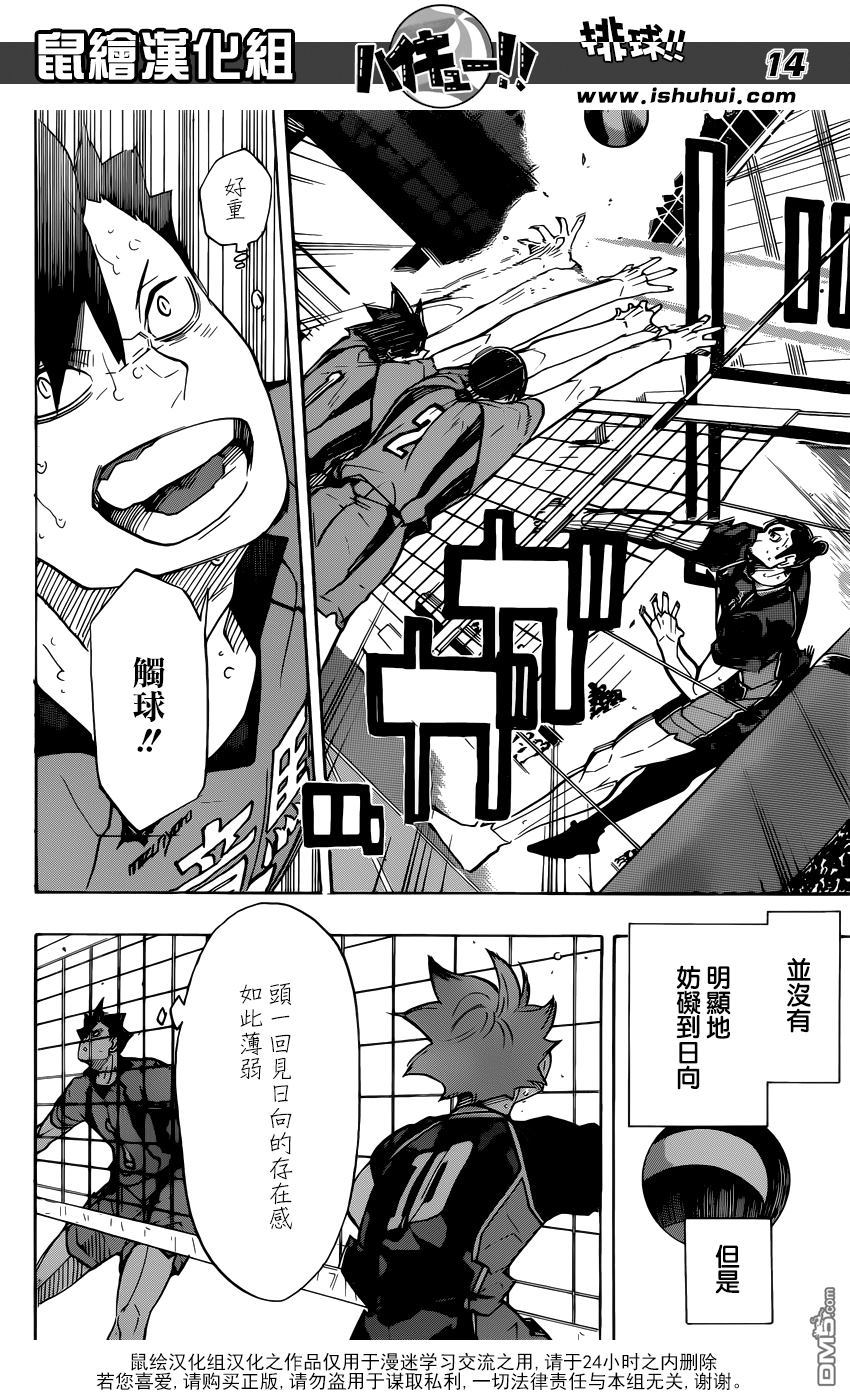 鼠繪漢化組
ハイキュー!!
排球!!
14
www.ishuhui.com
好重
2
觸球!!
並沒有
明顯地
妨礙到日向
但是
頭一回見日向的存在感
如此薄弱
10
DM5.com
鼠绘汉化组汉化之作品仅用于漫迷学习交流之用, 请于24小时之内删除
若您喜爱, 请购买正版, 请勿用于谋取私利, 一切法律责任与本组无关, 谢谢。